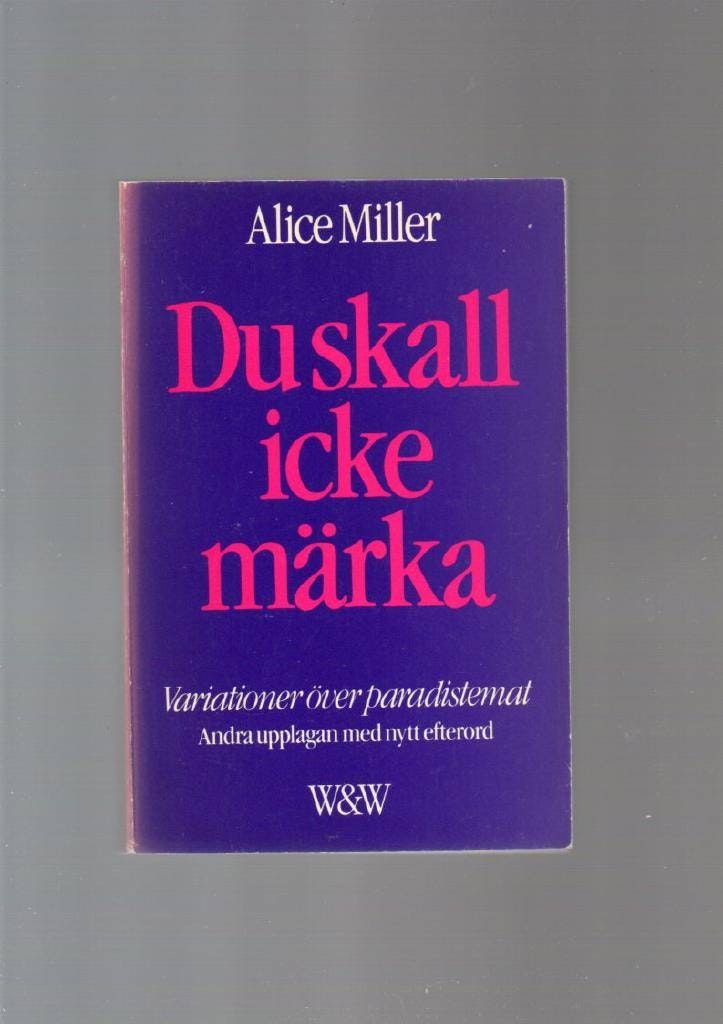 Alice Miller
Du skall
icke
märka
Variationer över paradistemat
Andra upplagan med nytt efterord
W&W